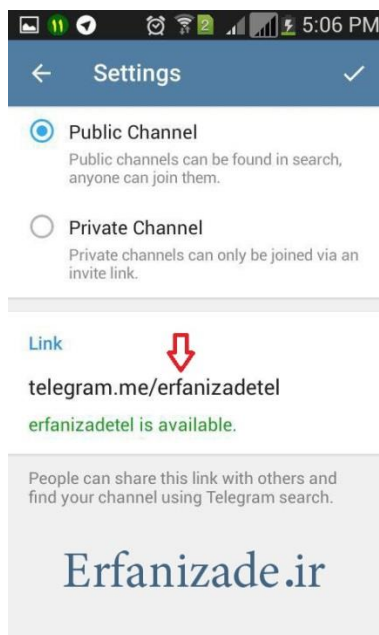 11 2 5:06 PM
Settings
Public Channel
Public channels can be found in search,
anyone can join them.
Private Channel
Private channels can only be joined via an
invite link.
Link
telegram.me/erfanizadetel
erfanizadetel is available.
People can share this link with others and
find your channel using Telegram search.
Erfanizade.ir